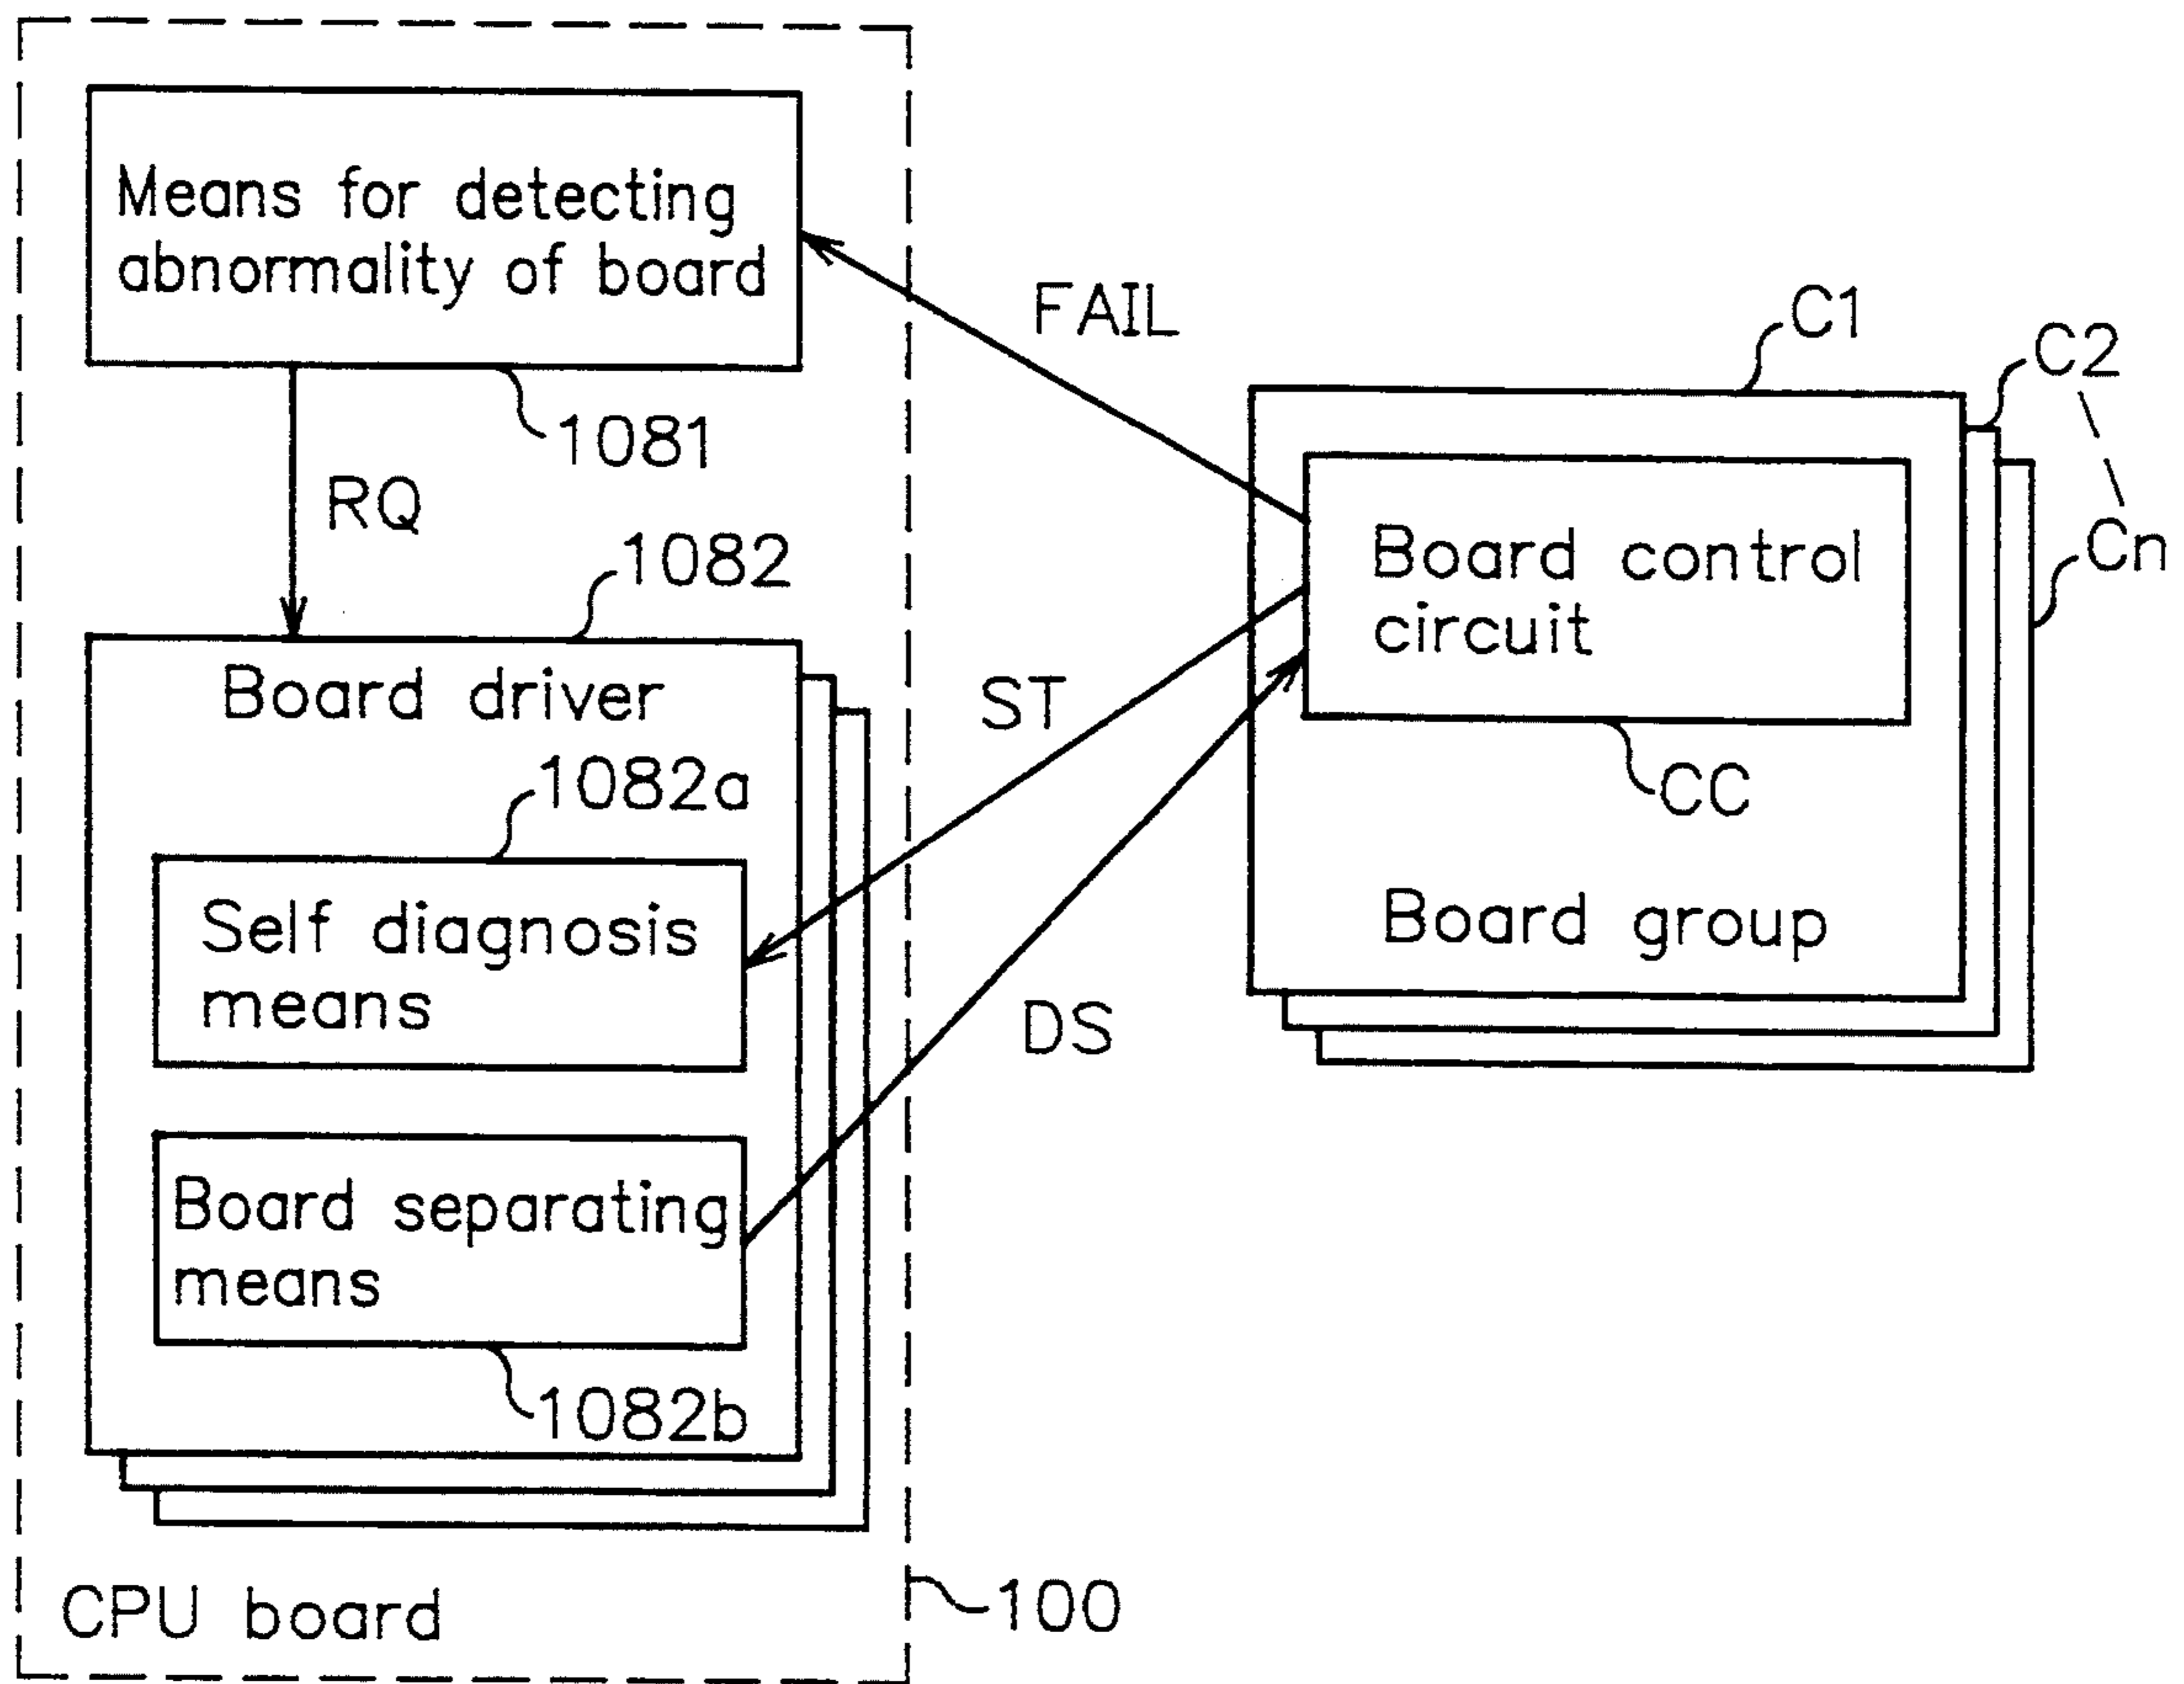 Means for detecting
abnormality of board
1081
RQ
1082
Board driver
1082a
Self diagnosis
means
Board separating
means
1082b
CPU board
100
FAIL
ST
DS
C1
C2
Cn
Board control
circuit
CC
Board group